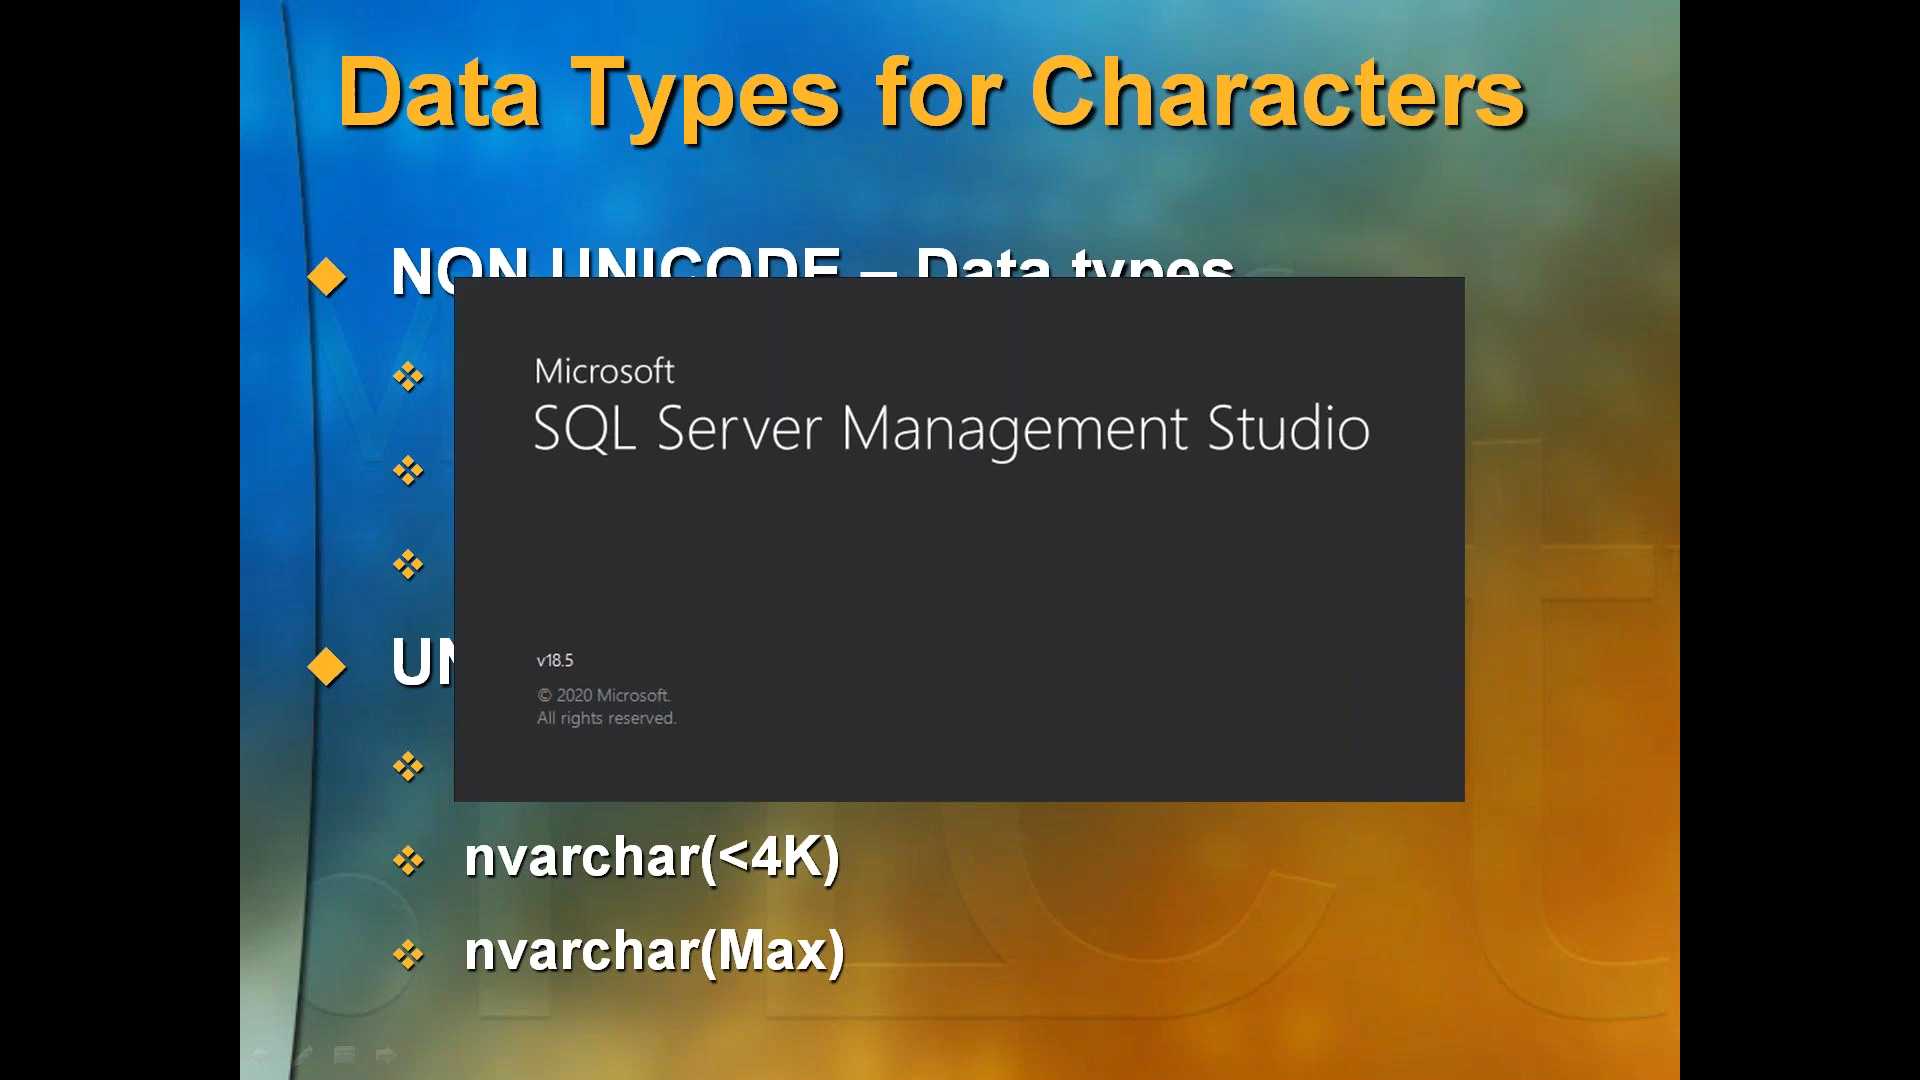 Data Types for Characters
NON UNICODE – Data types
Microsoft
SQL Server Management Studio
v18.5
© 2020 Microsoft.
All rights reserved.
nvarchar(<4K)
nvarchar(Max)